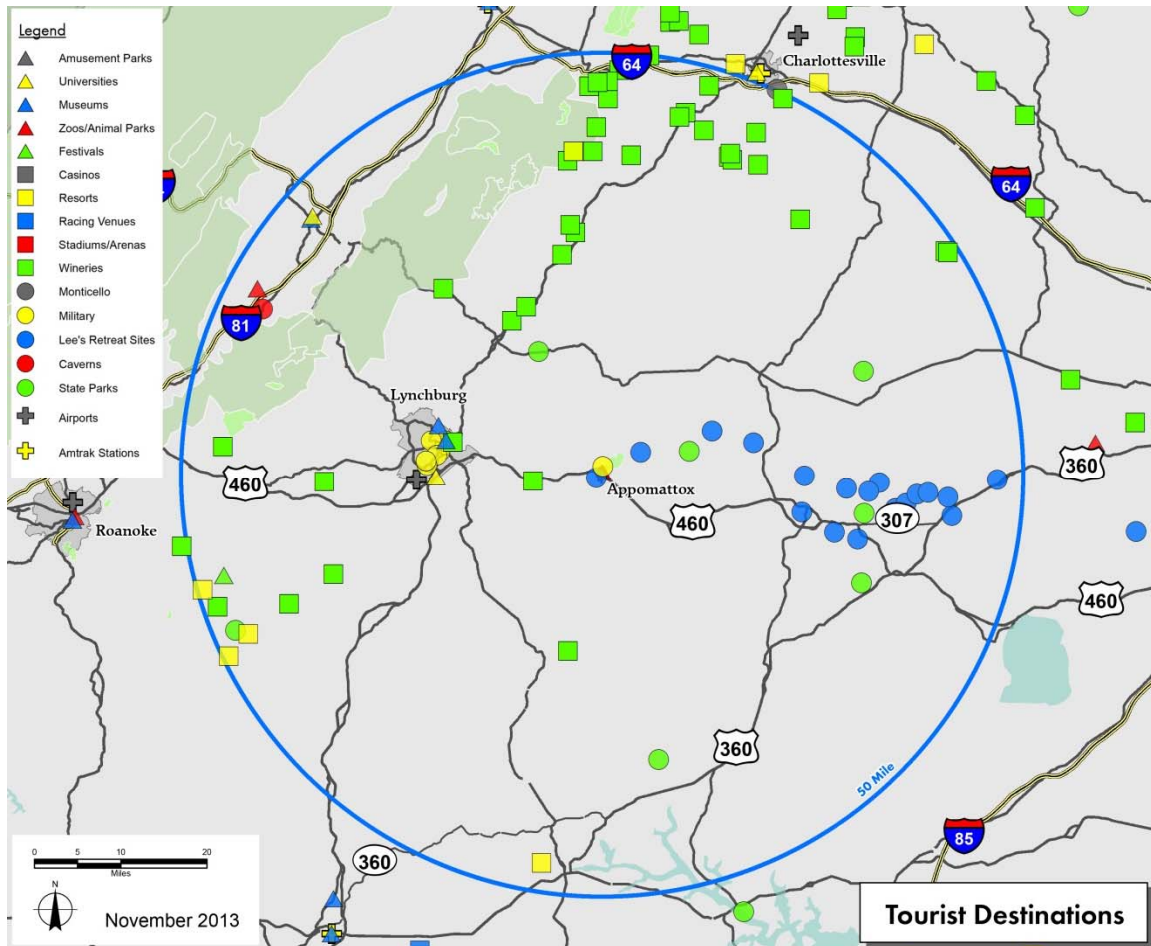 Legend
Amusement Parks
Universities
Museums
Zoos/Animal Parks
Festivals
Casinos
Resorts
Racing Venues
Stadiums/Arenas
Wineries
Monticello
Military
Lee's Retreat Sites
Caverns
State Parks
Airports
Amtrak Stations
64
Charlottesville
64
81
Lynchburg
460
360
Appomattox
Roanoke
460
307
460
360
50 Mile
85
360
0 5 10 20
Miles
N
November 2013
Tourist Destinations